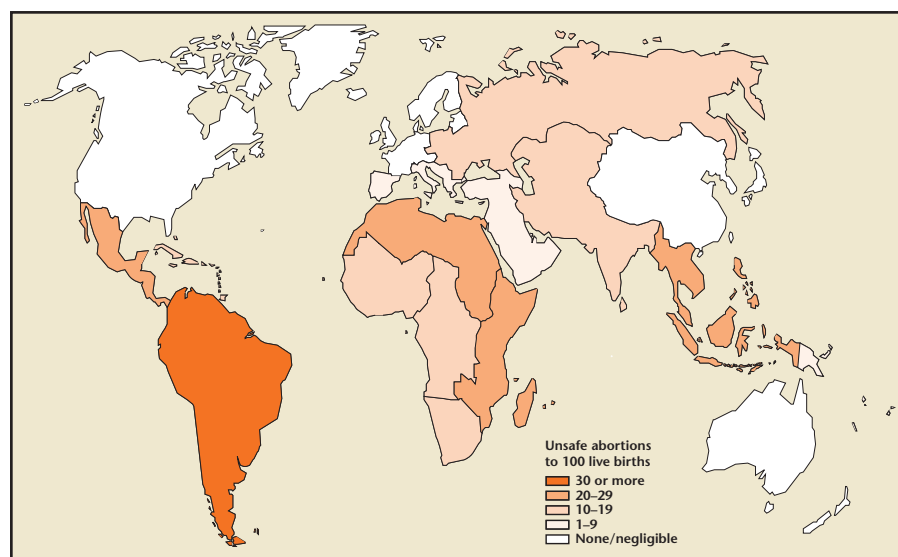 Unsafe abortions
to 100 live births
30 or more
20–29
10–19
1–9
None/negligible